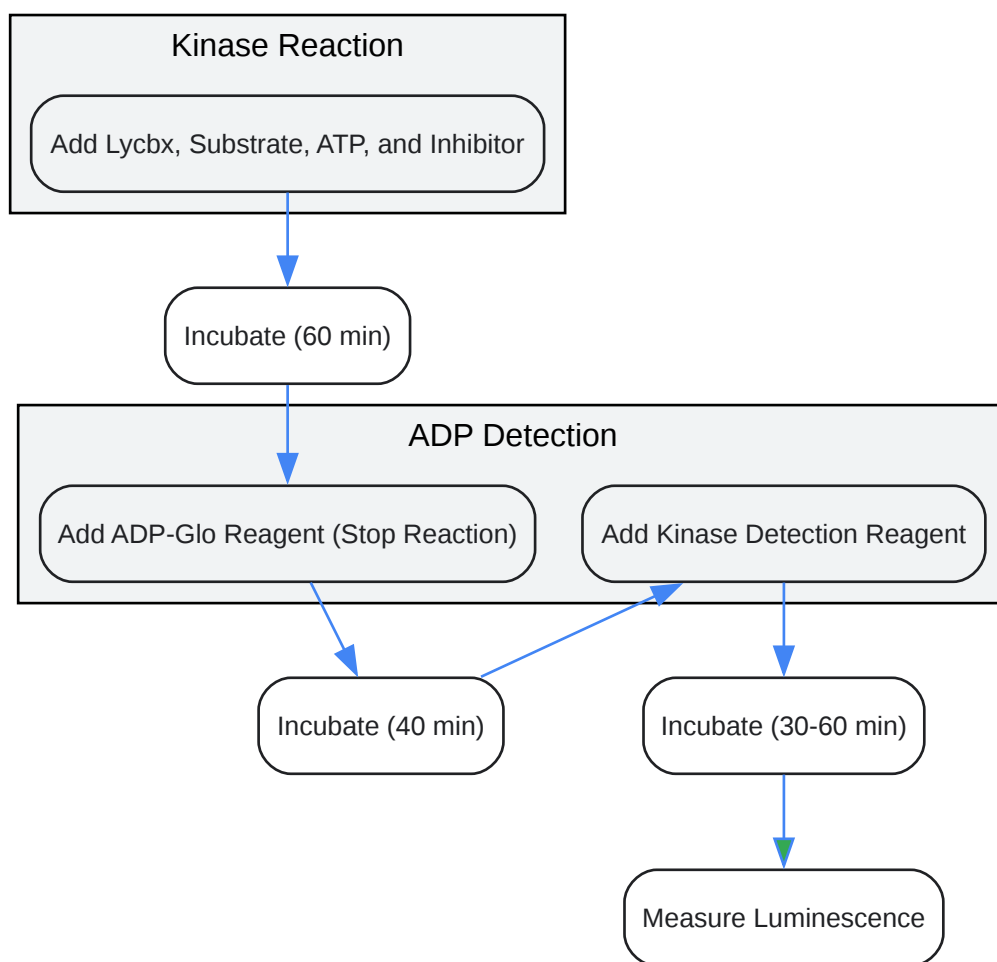 Kinase Reaction
Add Lycbx, Substrate, ATP, and Inhibitor
Incubate (60 min)
ADP Detection
Add ADP-Glo Reagent (Stop Reaction)
Add Kinase Detection Reagent
Incubate (40 min)
Incubate (30-60 min)
Measure Luminescence